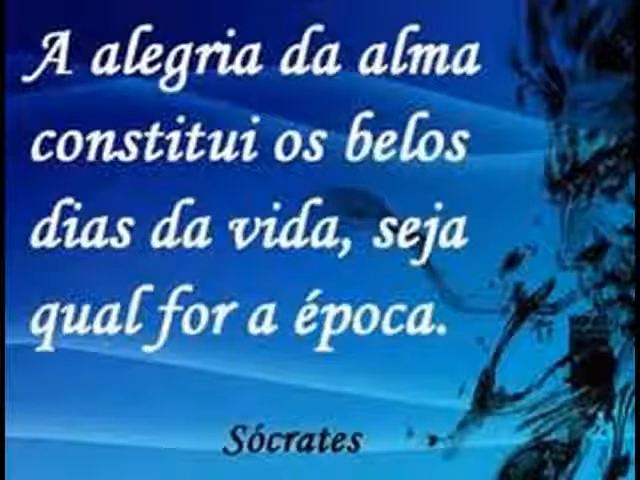 A alegria da alma
constitui os belos
dias da vida, seja
qual for a época.
Sócrates